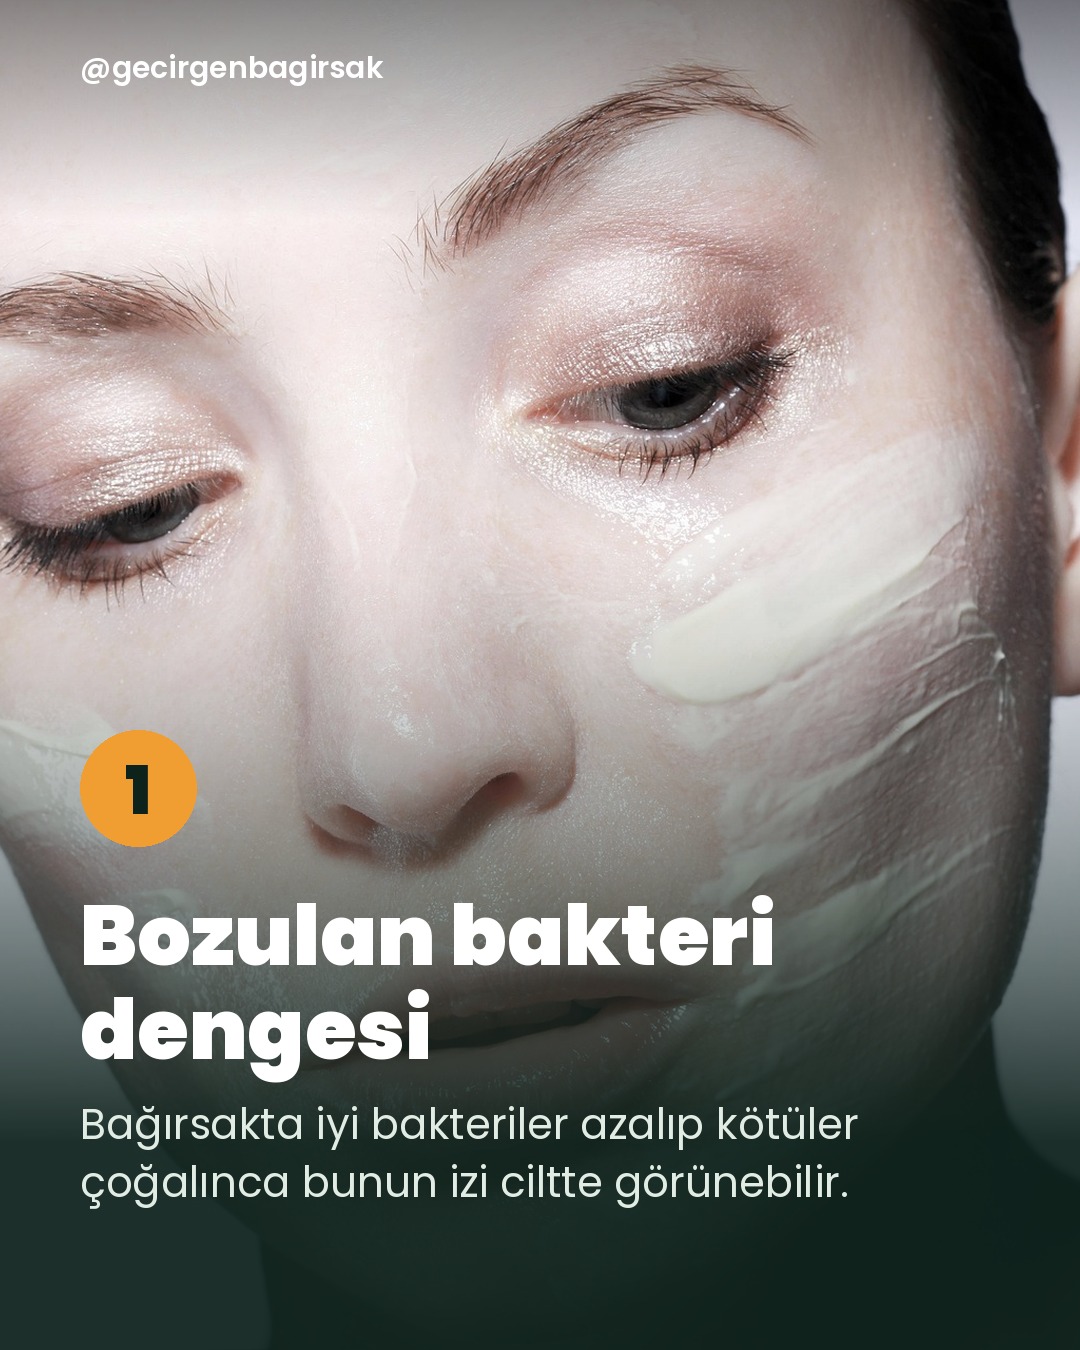 @gecirgenbagirsak
1
Bozulan bakteri
dengesi
Bağırsakta iyi bakteriler azalıp kötüler
çoğalınca bunun izi ciltte görünebilir.